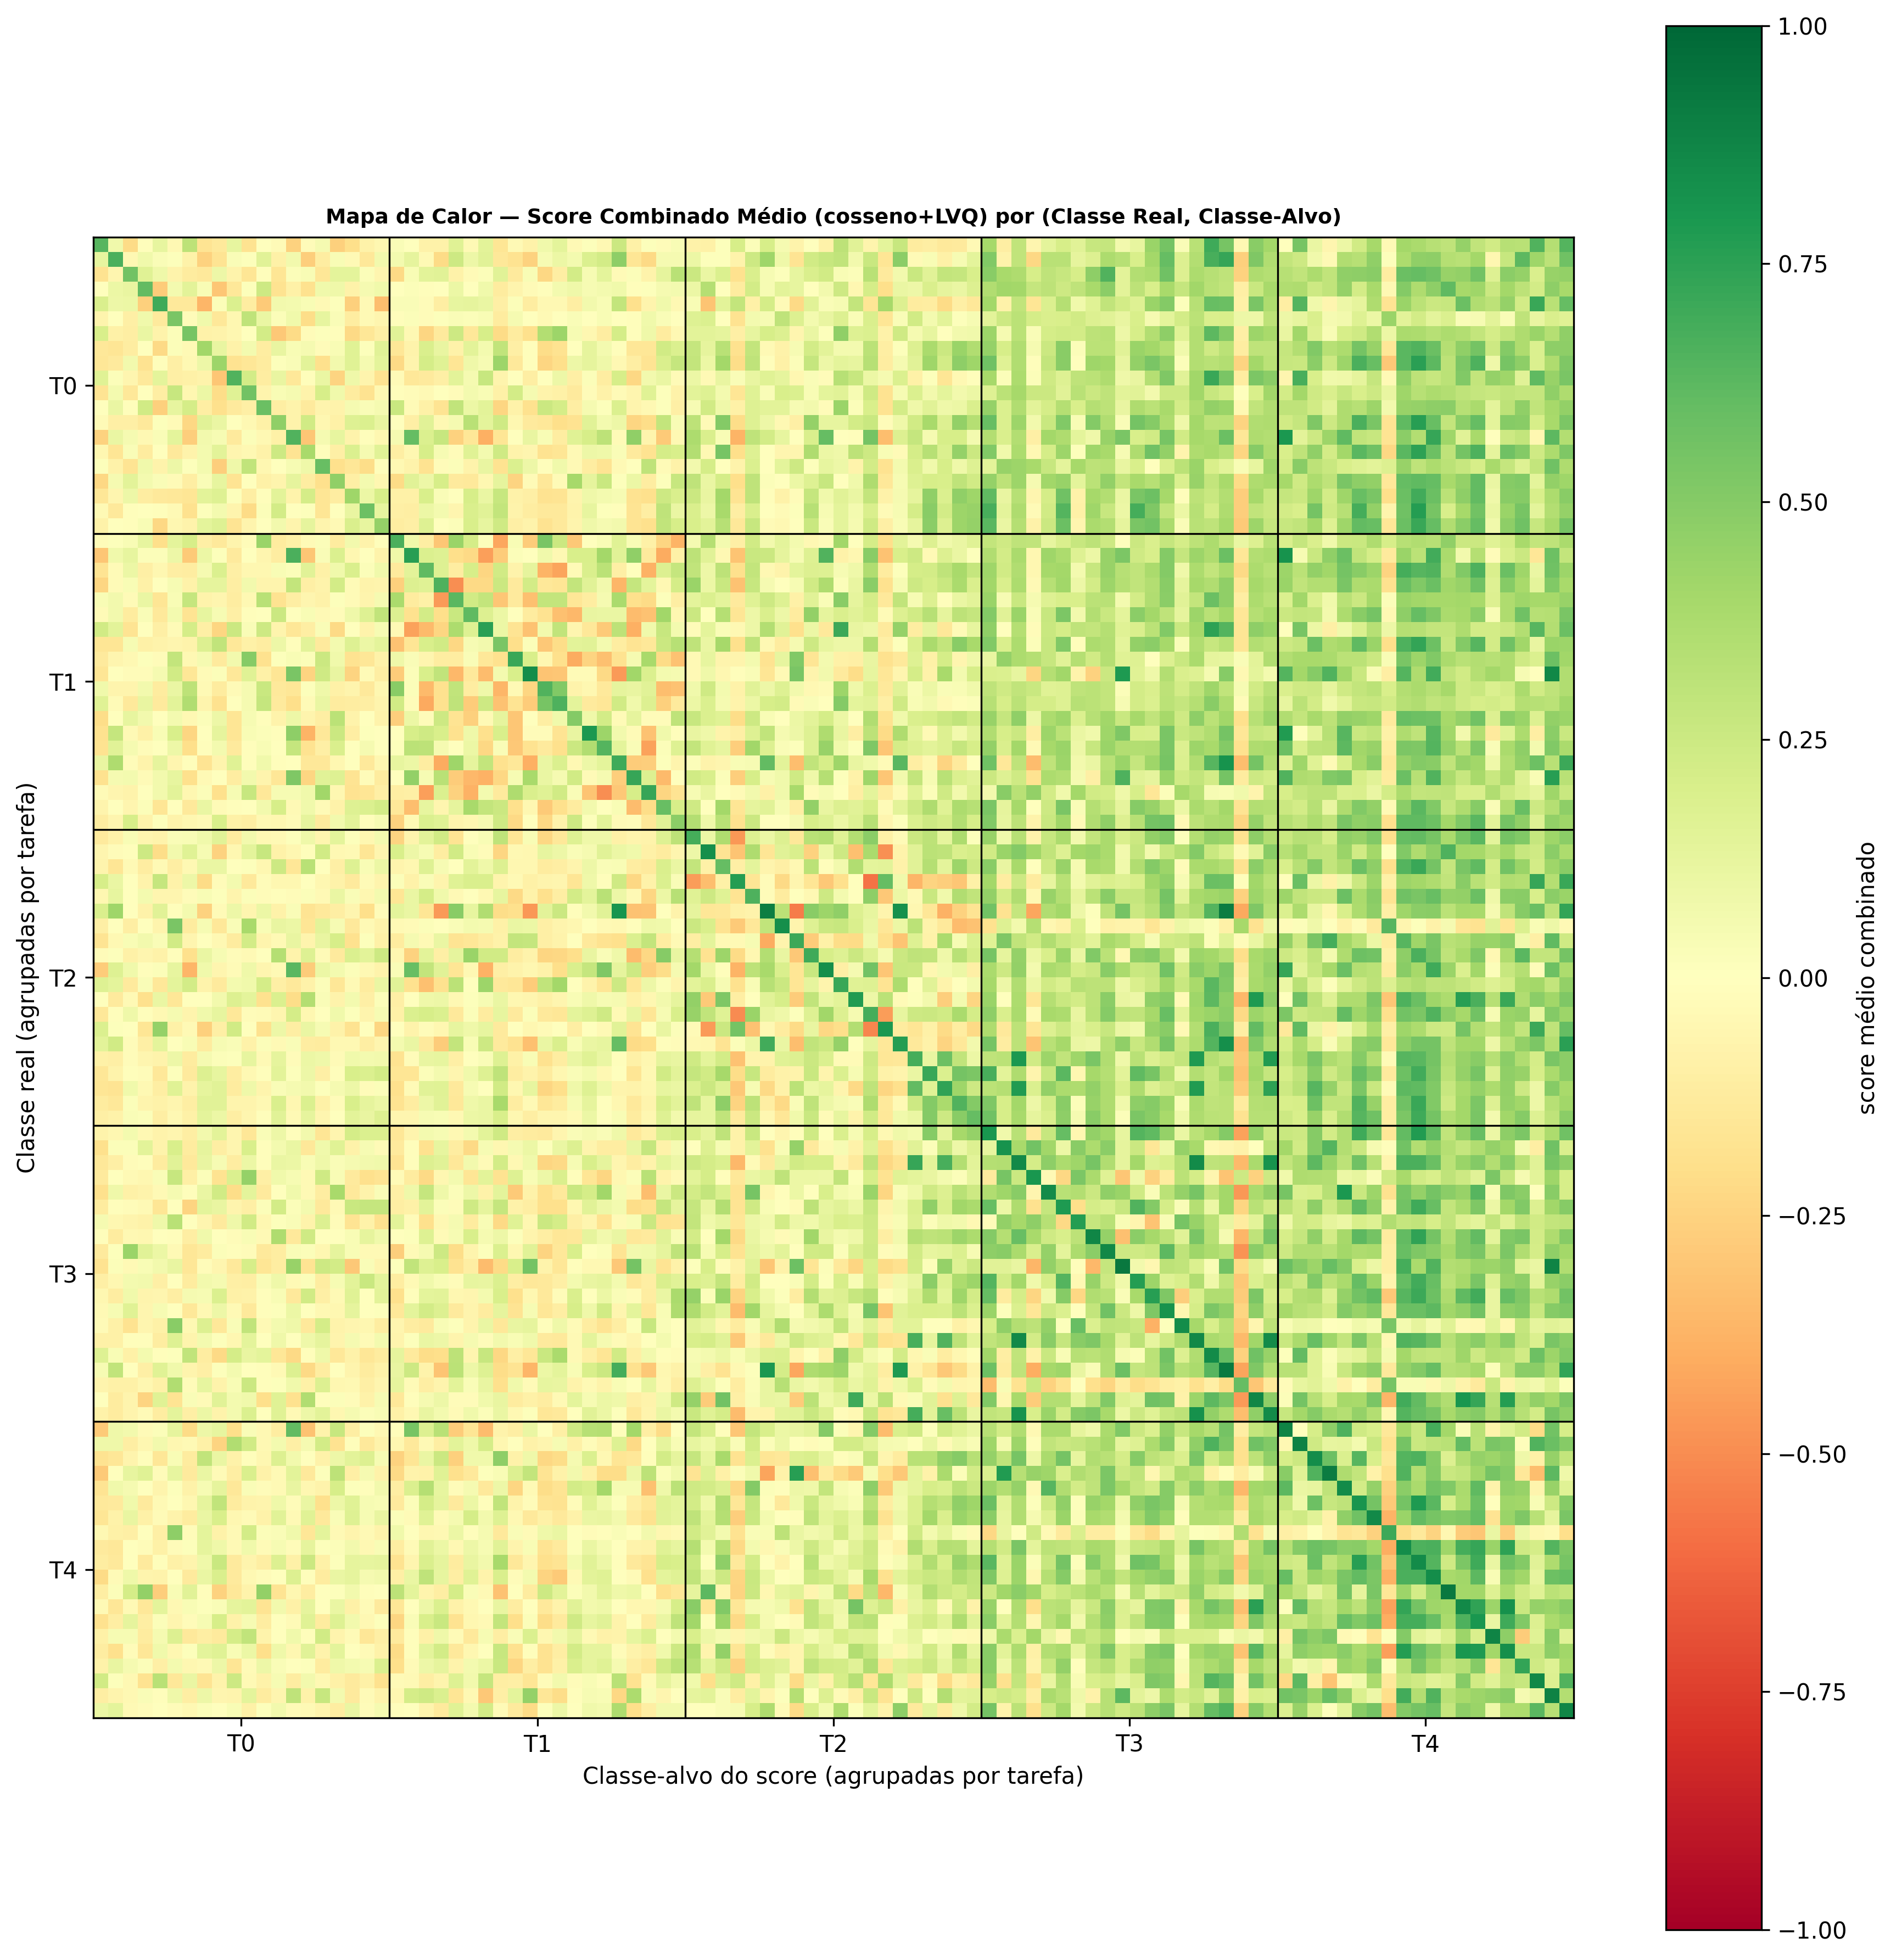 Mapa de Calor — Score Combinado Médio (cosseno+LVQ) por (Classe Real, Classe-Alvo)
Classe real (agrupadas por tarefa)
T0
T1
T2
T3
T4
T0 T1 T2 T3 T4
Classe-alvo do score (agrupadas por tarefa)
1.00
0.75
0.50
0.25
0.00
−0.25
−0.50
−0.75
−1.00
score médio combinado